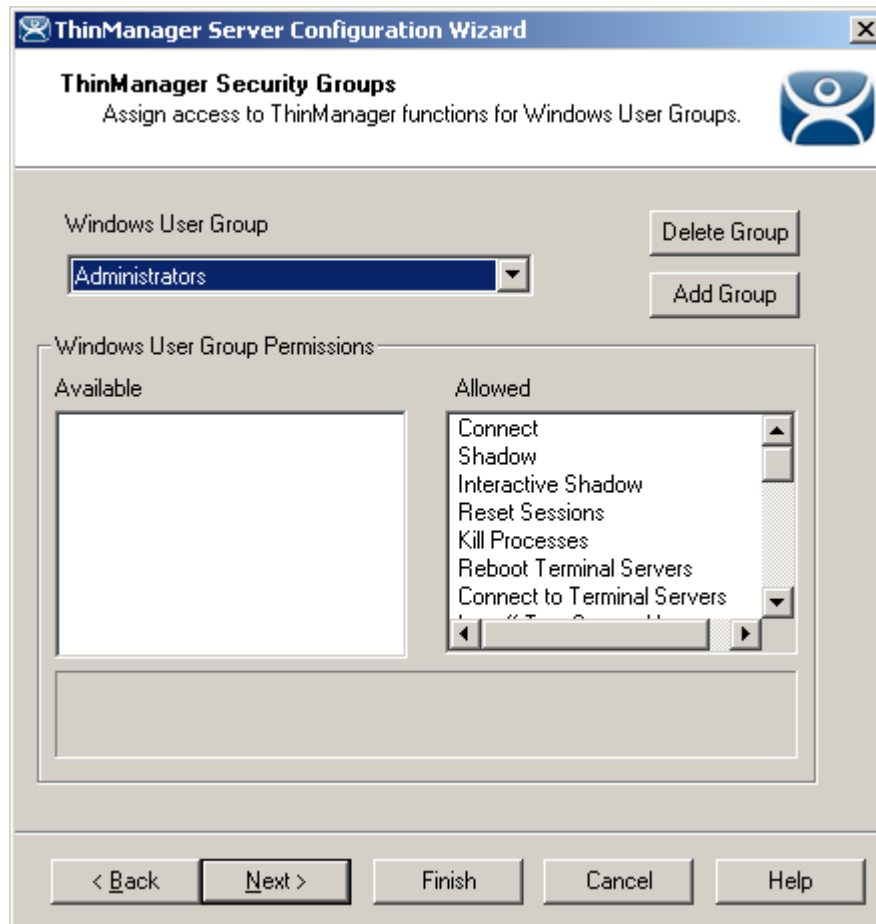 ThinManager Server Configuration Wizard
ThinManager Security Groups
Assign access to ThinManager functions for Windows User Groups.
Windows User Group
Delete Group
Administrators
Add Group
Windows User Group Permissions
Available
Allowed
Connect
Shadow
Interactive Shadow
Reset Sessions
Kill Processes
Reboot Terminal Servers
Connect to Terminal Servers
< Back
Next >
Finish
Cancel
Help